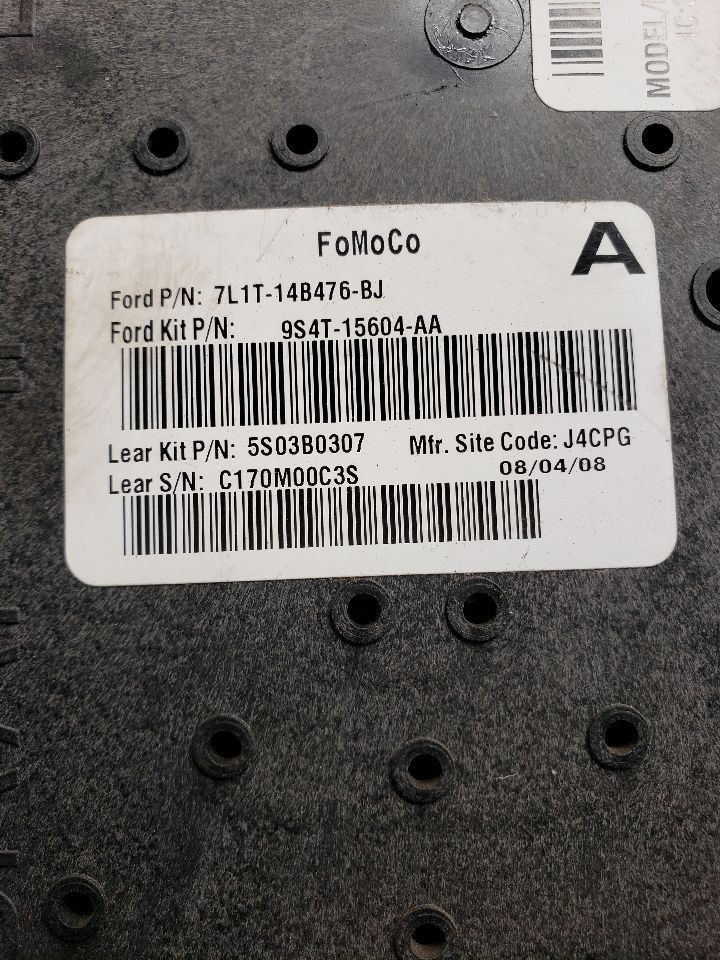 MODEL/
FoMoCo
A
Ford P/N: 7L1T-14B476-BJ
Ford Kit P/N: 9S4T-15604-AA
Lear Kit P/N: 5S03B0307 Mfr. Site Code: J4CPG
Lear S/N: C170M00C3S 08/04/08